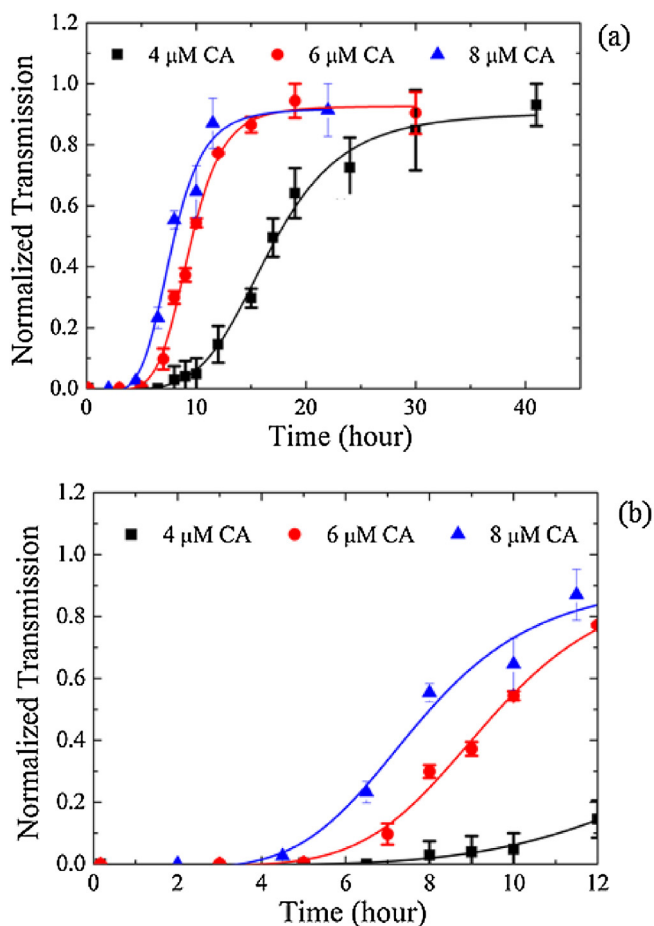 1.2
(a)
4 μM CA 6 μM CA 8 μM CA
1.0
0.8
0.6
0.4
0.2
0.0
Normalized Transmission
0 10 20 30 40
Time (hour)
1.2
(b)
4 μM CA 6 μM CA 8 μM CA
1.0
0.8
0.6
0.4
0.2
0.0
Normalized Transmission
0 2 4 6 8 10 12
Time (hour)